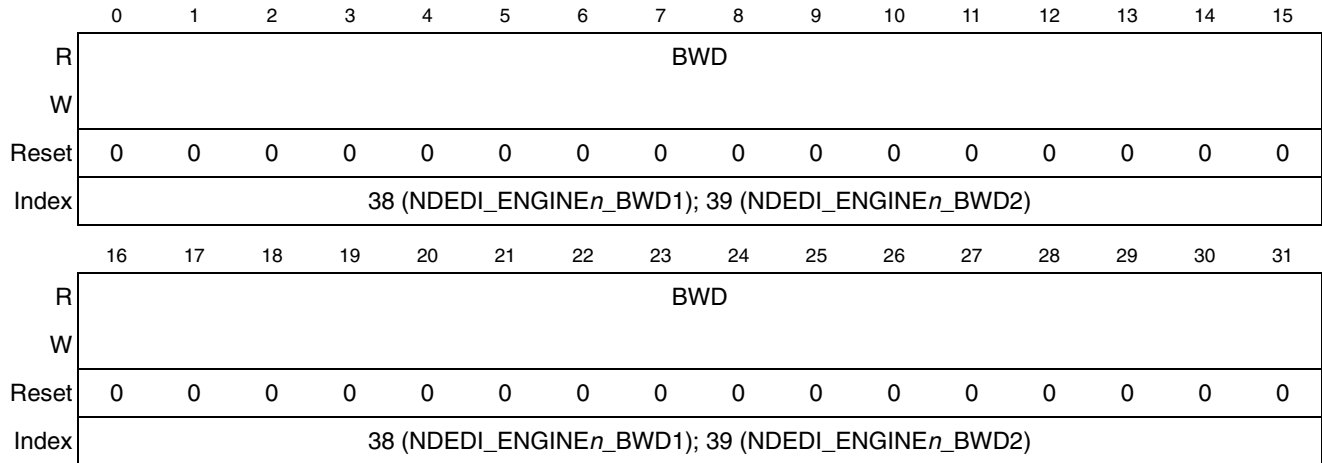 0 1 2 3 4 5 6 7 8 9 10 11 12 13 14 15
R BWD
W
Reset 0 0 0 0 0 0 0 0 0 0 0 0 0 0 0 0
Index 38 (NDEDI_ENGINEn_BWD1); 39 (NDEDI_ENGINEn_BWD2)
16 17 18 19 20 21 22 23 24 25 26 27 28 29 30 31
R BWD
W
Reset 0 0 0 0 0 0 0 0 0 0 0 0 0 0 0 0
Index 38 (NDEDI_ENGINEn_BWD1); 39 (NDEDI_ENGINEn_BWD2)